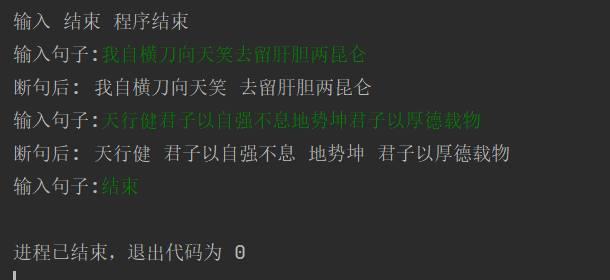 输入 结束 程序结束
输入句子:我自横刀向天笑去留肝胆两昆仑
断句后: 我自横刀向天笑 去留肝胆两昆仑
输入句子:天行健君子以自强不息地势坤君子以厚德载物
断句后: 天行健 君子以自强不息 地势坤 君子以厚德载物
输入句子:结束
进程已结束，退出代码为 0